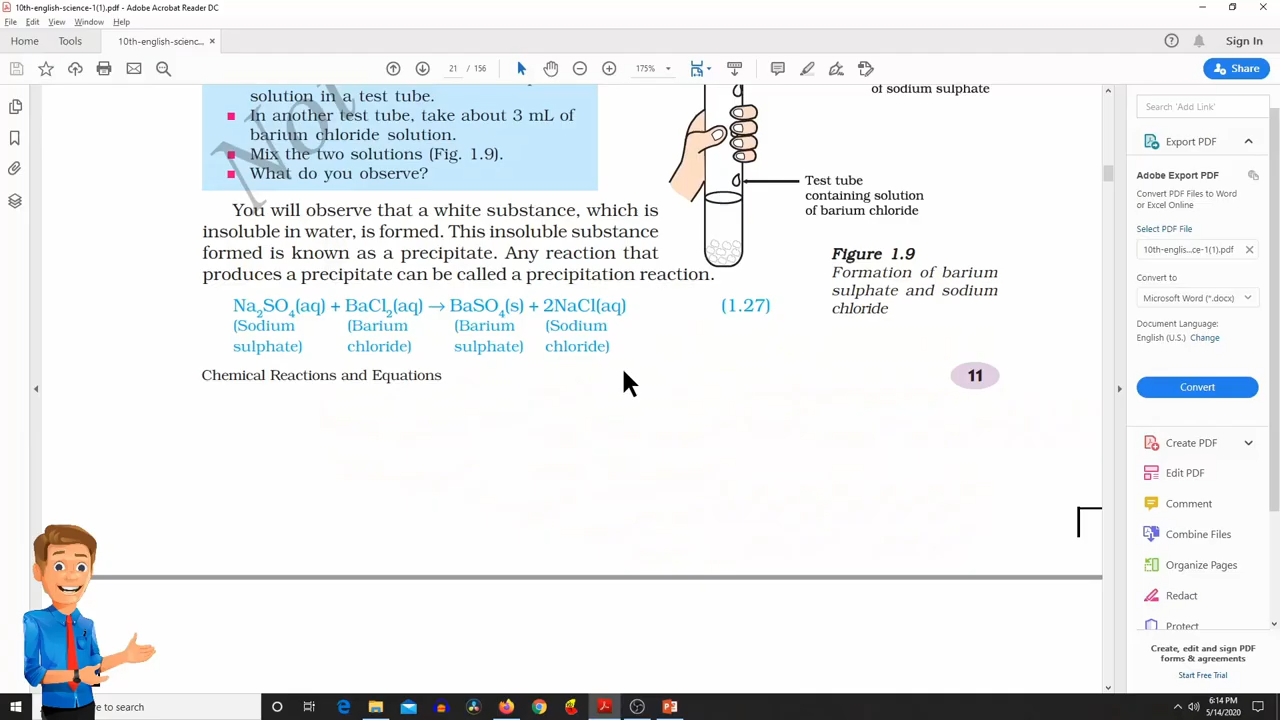 10th-english-science-1(1).pdf - Adobe Acrobat Reader DC
File Edit View Window Help
Home Tools 10th-english-scienc... × Sign In
21 / 156 175% Share
solution in a test tube.
In another test tube, take about 3 mL of
barium chloride solution.
Mix the two solutions (Fig. 1.9).
What do you observe?
of sodium sulphate
Test tube
containing solution
of barium chloride
You will observe that a white substance, which is
insoluble in water, is formed. This insoluble substance
formed is known as a precipitate. Any reaction that
produces a precipitate can be called a precipitation reaction.
Figure 1.9
Formation of barium
sulphate and sodium
chloride
Na₂SO₄(aq) + BaCl₂(aq) → BaSO₄(s) + 2NaCl(aq) (1.27)
(Sodium (Barium (Barium (Sodium
sulphate) chloride) sulphate) chloride)
Chemical Reactions and Equations 11
Not
Search 'Add Link'
Export PDF
Adobe Export PDF
Convert PDF Files to Word
or Excel Online
Select PDF File
10th-englis...ce-1(1).pdf ×
Convert to
Microsoft Word (*.docx)
Document Language:
English (U.S.) Change
Convert
Create PDF
Edit PDF
Comment
Combine Files
Organize Pages
Redact
Protect
Create, edit and sign PDF
forms & agreements
Start Free Trial
re to search
6:14 PM
5/14/2020